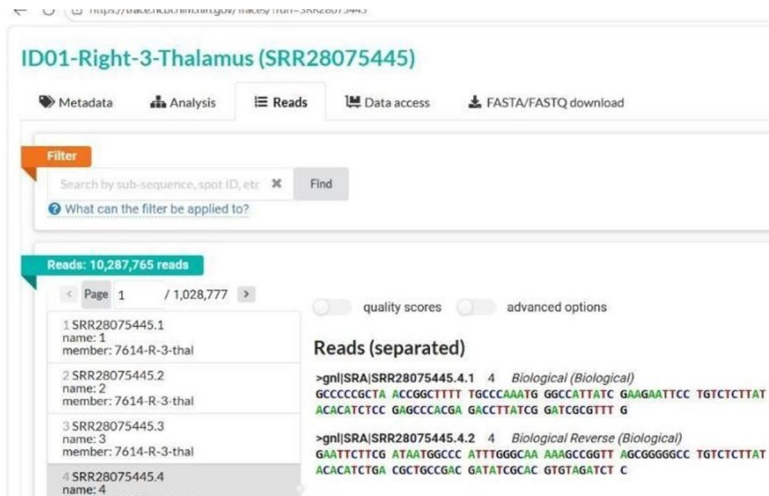 ID01-Right-3-Thalamus (SRR28075445)
Metadata Analysis Reads Data access FASTA/FASTQ download
Filter
Search by sub-sequence, spot ID, etc Find
What can the filter be applied to?
Reads: 10,287,765 reads
Page 1 / 1,028,777
quality scores advanced options
1 SRR28075445.1
name: 1
member: 7614-R-3-thal
2 SRR28075445.2
name: 2
member: 7614-R-3-thal
3 SRR28075445.3
name: 3
member: 7614-R-3-thal
4 SRR28075445.4
name: 4
Reads (separated)
>gnl|SRA|SRR28075445.4.1 4 Biological (Biological)
GCCCCCGCTA ACCGGCTTTT TGCCCAAATG GGCCATTATC GAAGAATTCC TGTCTCTTAT
ACACATCTCC GAGCCCACGA GACCTTATCG GATCGCGTTT G
>gnl|SRA|SRR28075445.4.2 4 Biological Reverse (Biological)
GAATTCTTCG ATAATGGCCC ATTTGGGCAA AAAGCCGGTT AGCGGGGGCC TGTCTCTTAT
ACACATCTGA CGCTGCCGAC GATATCGCAC GTGTAGATCT C